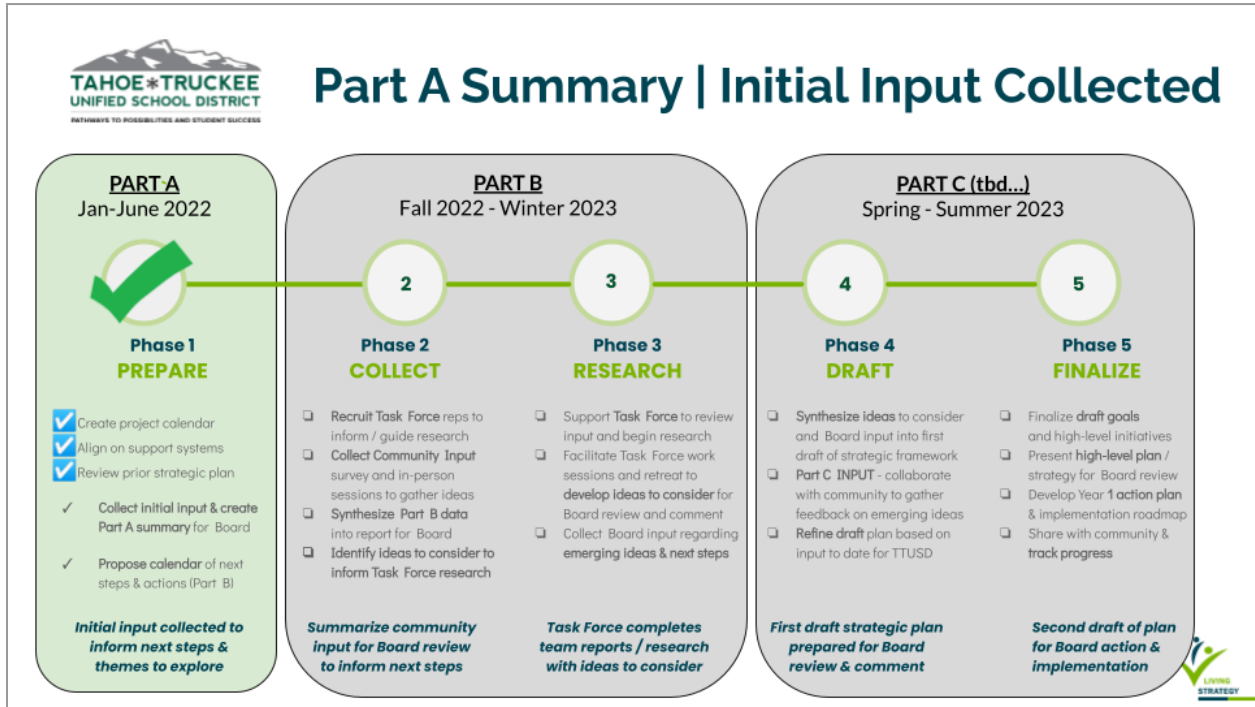 TAHOE*TRUCKEE
UNIFIED SCHOOL DISTRICT
PATHWAYS TO POSSIBILITIES AND STUDENT SUCCESS
Part A Summary | Initial Input Collected
PART A
Jan-June 2022
Phase 1
PREPARE
Create project calendar
Align on support systems
Review prior strategic plan
✓ Collect initial input & create
Part A summary for Board
✓ Propose calendar of next
steps & actions (Part B)
Initial input collected to
inform next steps &
themes to explore
PART B
Fall 2022 - Winter 2023
2
Phase 2
COLLECT
❏ Recruit Task Force reps to
inform / guide research
❏ Collect Community Input
survey and in-person
sessions to gather ideas
❏ Synthesize Part B data
into report for Board
❏ Identify ideas to consider to
inform Task Force research
Summarize community
input for Board review
to inform next steps
3
Phase 3
RESEARCH
❏ Support Task Force to review
input and begin research
❏ Facilitate Task Force work
sessions and retreat to
develop ideas to consider for
Board review and comment
❏ Collect Board input regarding
emerging ideas & next steps
Task Force completes
team reports / research
with ideas to consider
PART C (tbd...)
Spring - Summer 2023
4
Phase 4
DRAFT
❏ Synthesize ideas to consider
and Board input into first
draft of strategic framework
❏ Part C INPUT - collaborate
with community to gather
feedback on emerging ideas
❏ Refine draft plan based on
input to date for TTUSD
First draft strategic plan
prepared for Board
review & comment
5
Phase 5
FINALIZE
❏ Finalize draft goals
and high-level initiatives
❏ Present high-level plan /
strategy for Board review
❏ Develop Year 1 action plan
& implementation roadmap
❏ Share with community &
track progress
Second draft of plan
for Board action &
implementation
LIVING
STRATEGY